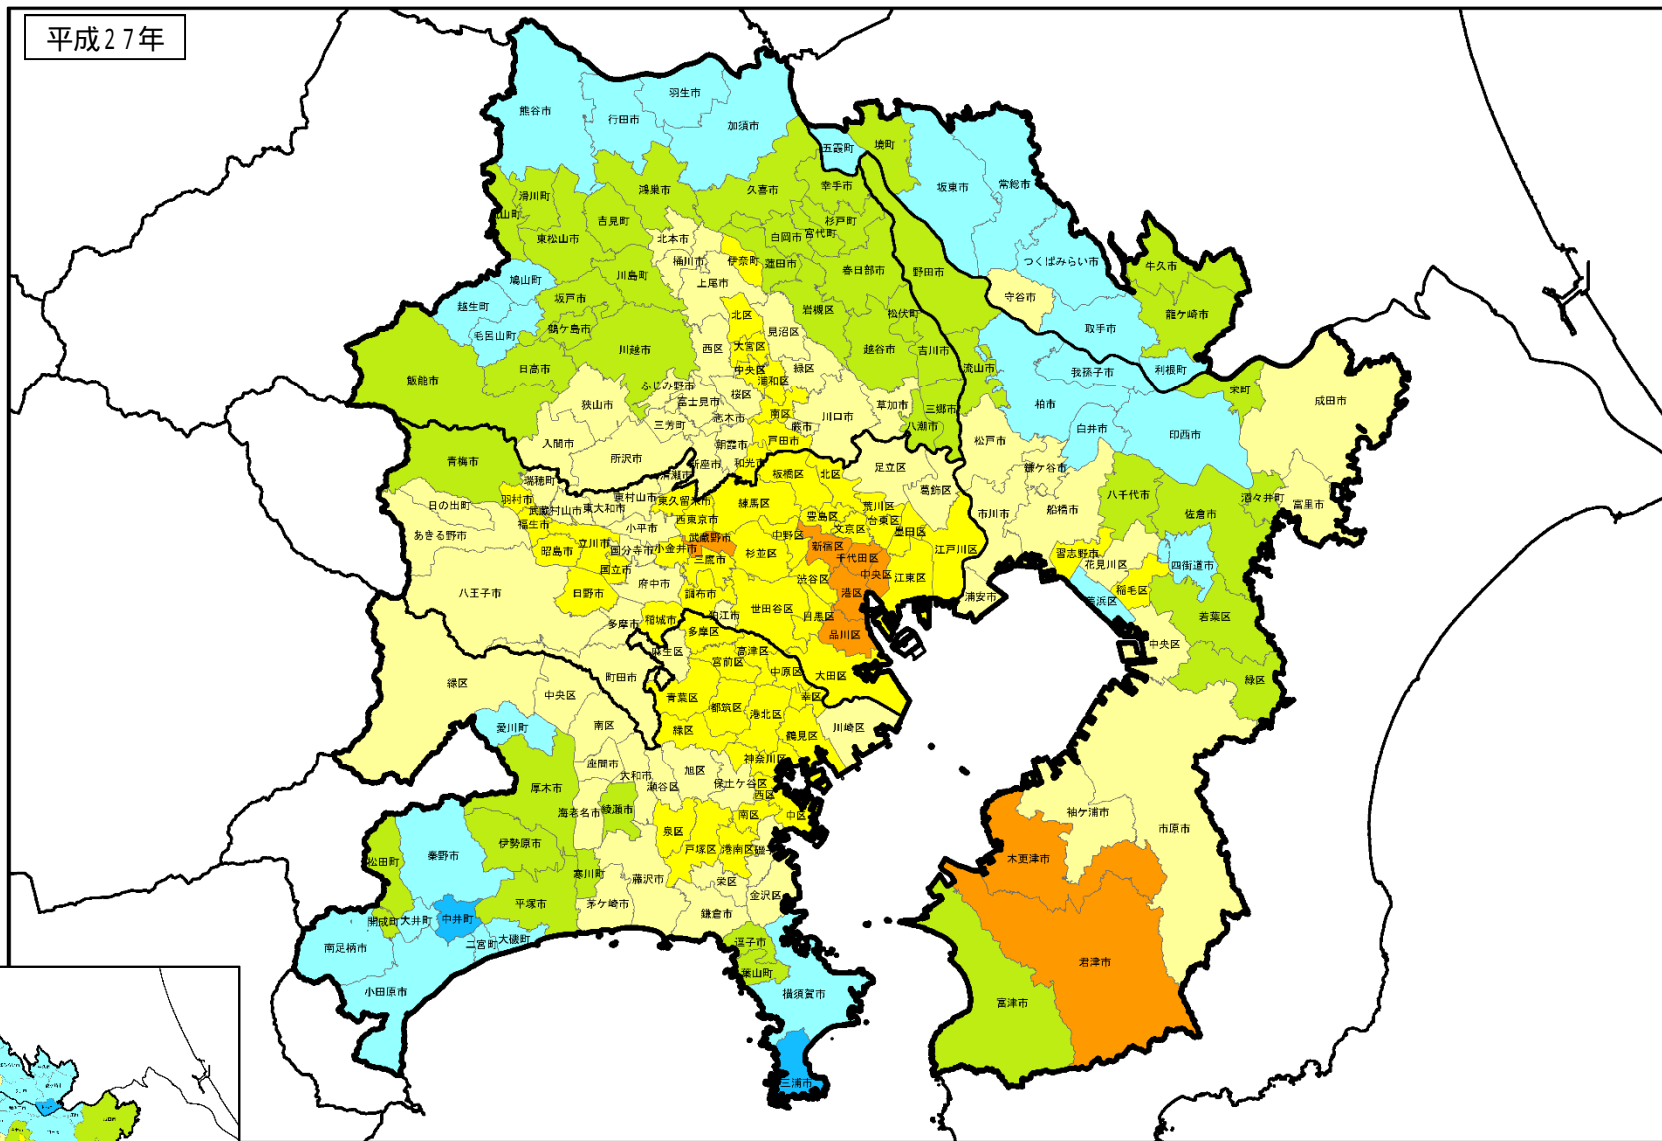 平成27年
熊谷市
行田市
羽生市
加須市
五霞町
境町
坂東市
常総市
滑川町
鴻巣市
久喜市
幸手市
吉見町
杉戸町
東松山市
北本市
白岡市
宮代町
桶川市
伊奈町
蓮田市
春日部市
野田市
つくばみらい市
牛久市
鳩山町
川島町
上尾市
守谷市
越生町
坂戸市
岩槻区
松伏町
龍ケ崎市
毛呂山町
鶴ケ島市
北区
見沼区
取手市
川越市
西区
大宮区
越谷市
吉川市
飯能市
日高市
中央区
緑区
流山市
我孫子市
利根町
ふじみ野市
浦和区
栄町
成田市
狭山市
富士見市
桜区
草加市
三郷市
柏市
三芳町
志木市
南区
川口市
蕨市
八潮市
白井市
印西市
入間市
朝霞市
戸田市
松戸市
所沢市
新座市
和光市
青梅市
清瀬市
板橋区
北区
足立区
鎌ケ谷市
瑞穂町
葛飾区
八千代市
酒々井町
日の出町
羽村市
東村山市
東久留米市
練馬区
荒川区
富里市
武蔵村山市
東大和市
豊島区
台東区
市川市
船橋市
佐倉市
福生市
小平市
西東京市
文京区
墨田区
あきる野市
武蔵野市
中野区
昭島市
立川市
国分寺市
小金井市
杉並区
新宿区
千代田区
江戸川区
習志野市
三鷹市
花見川区
四街道市
国立市
中央区
江東区
八王子市
日野市
府中市
調布市
渋谷区
港区
稲毛区
浦安市
美浜区
世田谷区
目黒区
若葉区
多摩市
稲城市
狛江市
多摩区
品川区
中央区
麻生区
高津区
宮前区
中原区
大田区
緑区
緑区
町田市
中央区
青葉区
幸区
都筑区
港北区
愛川町
南区
緑区
鶴見区
川崎区
座間市
神奈川区
大和市
旭区
厚木市
瀬谷区
保土ケ谷区
西区
海老名市
綾瀬市
南区
中区
袖ケ浦市
市原市
泉区
伊勢原市
戸塚区
港南区
秦野市
松田町
木更津市
寒川町
藤沢市
栄区
平塚市
茅ケ崎市
金沢区
開成町
大井町
中井町
鎌倉市
南足柄市
二宮町
大磯町
逗子市
君津市
葉山町
小田原市
横須賀市
富津市
三浦市